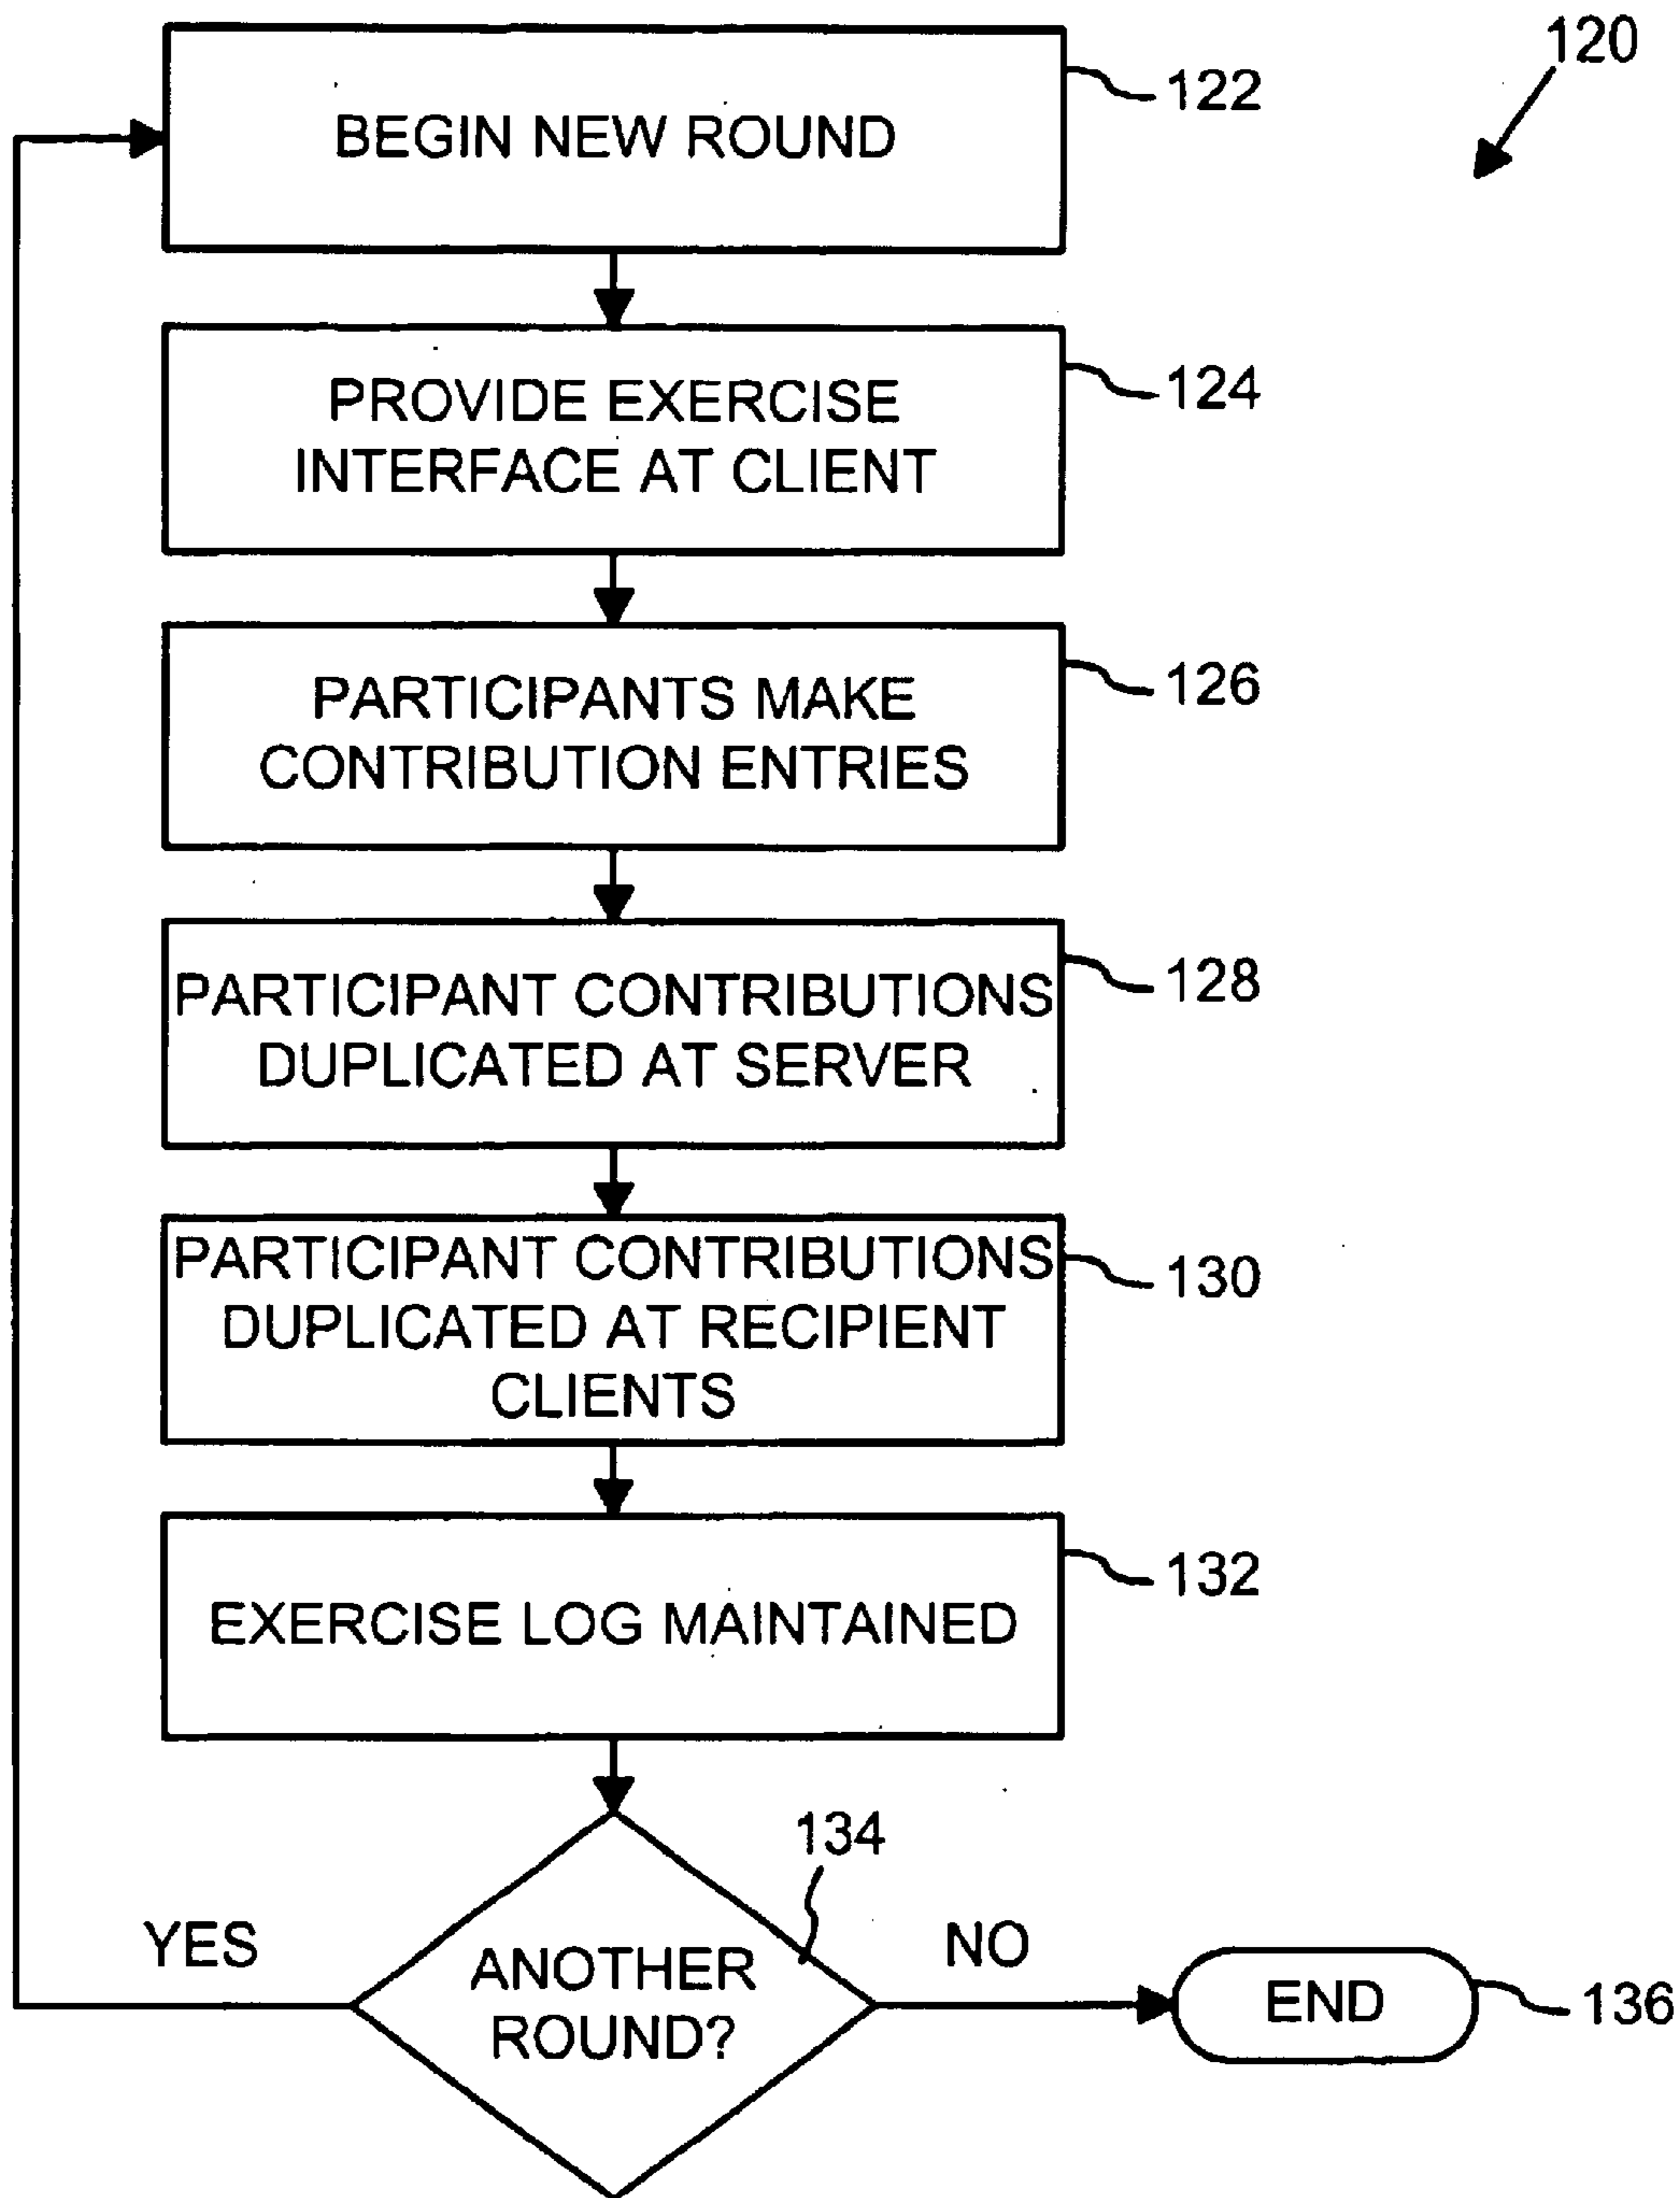 120
BEGIN NEW ROUND
122
PROVIDE EXERCISE
INTERFACE AT CLIENT
124
PARTICIPANTS MAKE
CONTRIBUTION ENTRIES
126
PARTICIPANT CONTRIBUTIONS
DUPLICATED AT SERVER
128
PARTICIPANT CONTRIBUTIONS
DUPLICATED AT RECIPIENT
CLIENTS
130
EXERCISE LOG MAINTAINED
132
134
YES
ANOTHER
ROUND?
NO
END
136